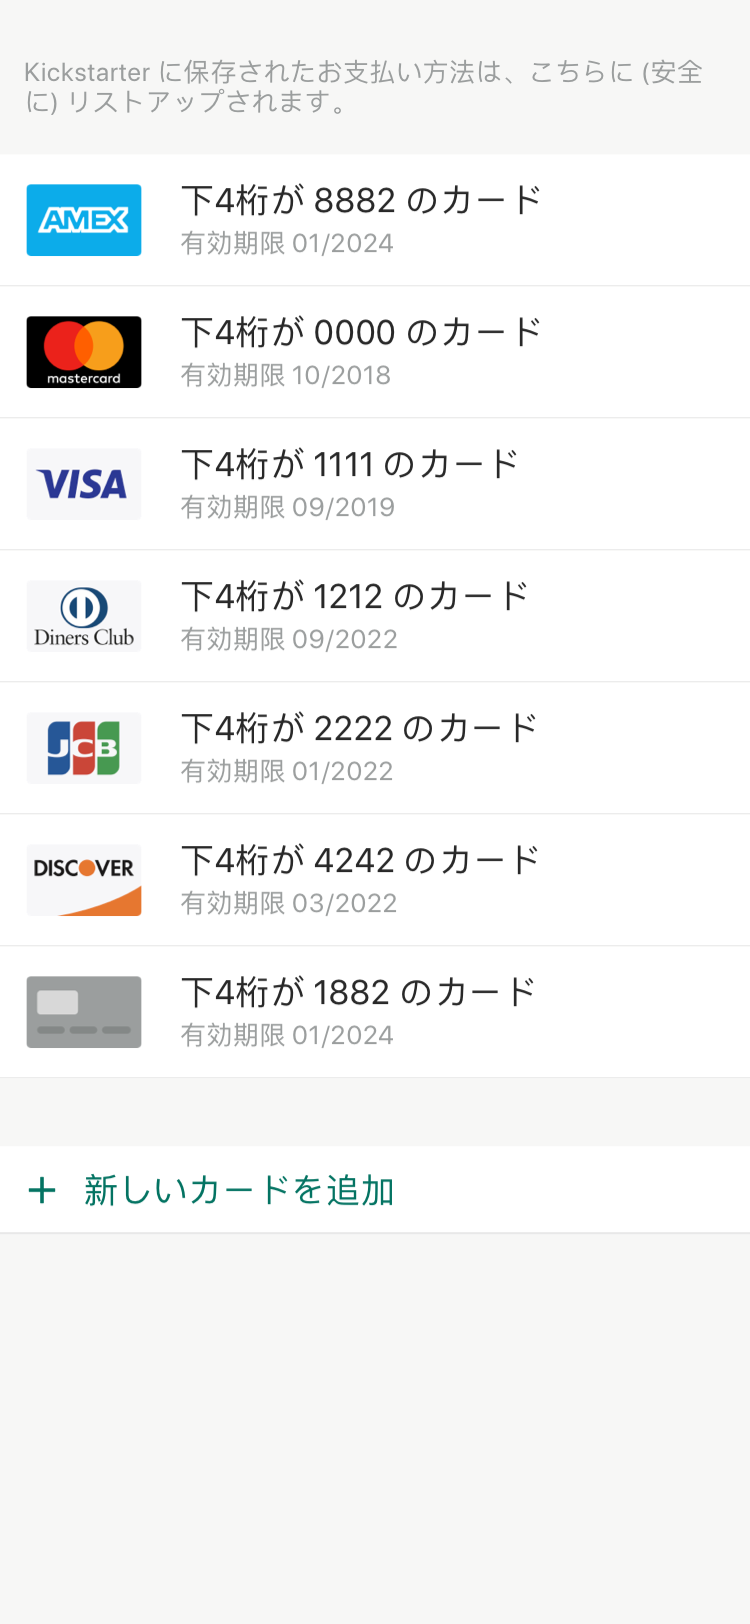 Kickstarter に保存されたお支払い方法は、こちらに (安全
に) リストアップされます。
AMEX
下4桁が 8882 のカード
有効期限 01/2024
mastercard
下4桁が 0000 のカード
有効期限 10/2018
VISA
下4桁が 1111 のカード
有効期限 09/2019
Diners Club
下4桁が 1212 のカード
有効期限 09/2022
JCB
下4桁が 2222 のカード
有効期限 01/2022
DISCOVER
下4桁が 4242 のカード
有効期限 03/2022
下4桁が 1882 のカード
有効期限 01/2024
+ 新しいカードを追加